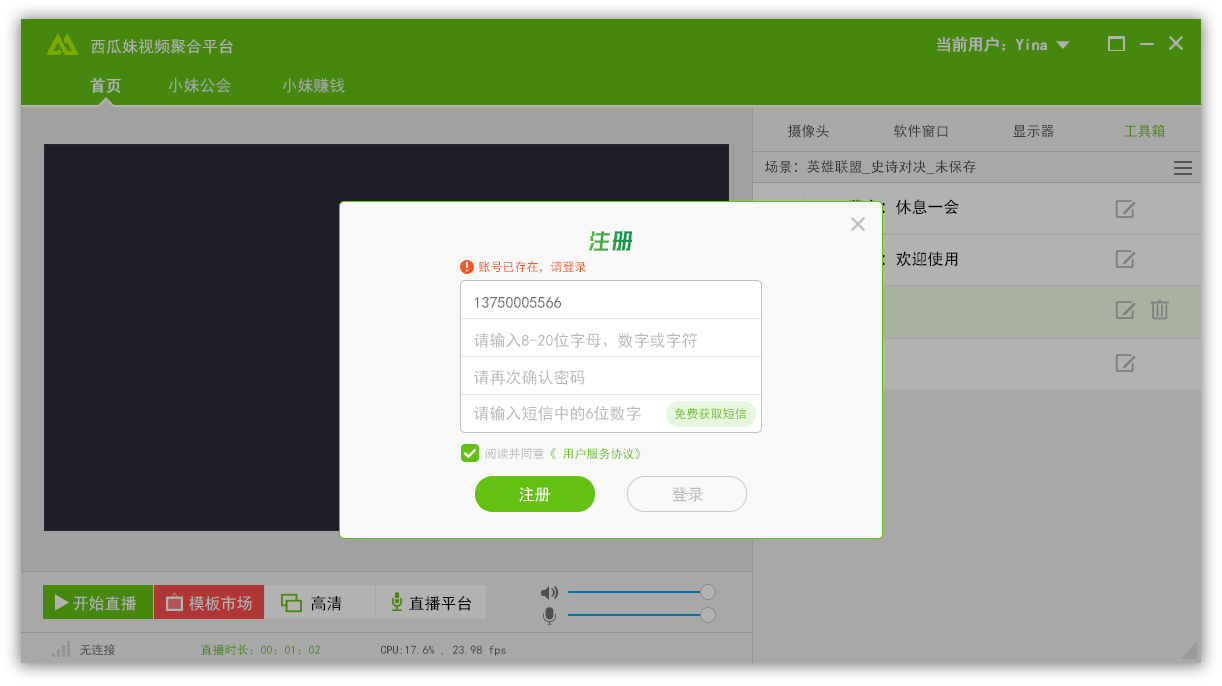 西瓜妹视频聚合平台
当前用户：Yina
首页
小妹公会
小妹赚钱
摄像头
软件窗口
显示器
工具箱
场景：英雄联盟_史诗对决_未保存
：休息一会
：欢迎使用
注册
账号已存在，请登录
13750005566
请输入8-20位字母、数字或字符
请再次确认密码
请输入短信中的6位数字
免费获取短信
阅读并同意《 用户服务协议》
注册
登录
开始直播
模板市场
高清
直播平台
无连接
直播时长：00：01：02
CPU:17.6% , 23.98 fps